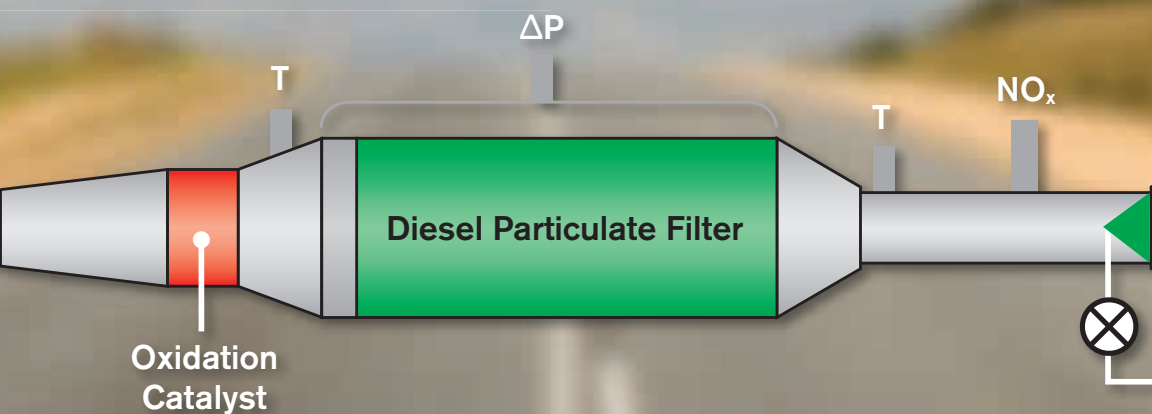 ΔP
T
T
NOₓ
Diesel Particulate Filter
Oxidation
Catalyst